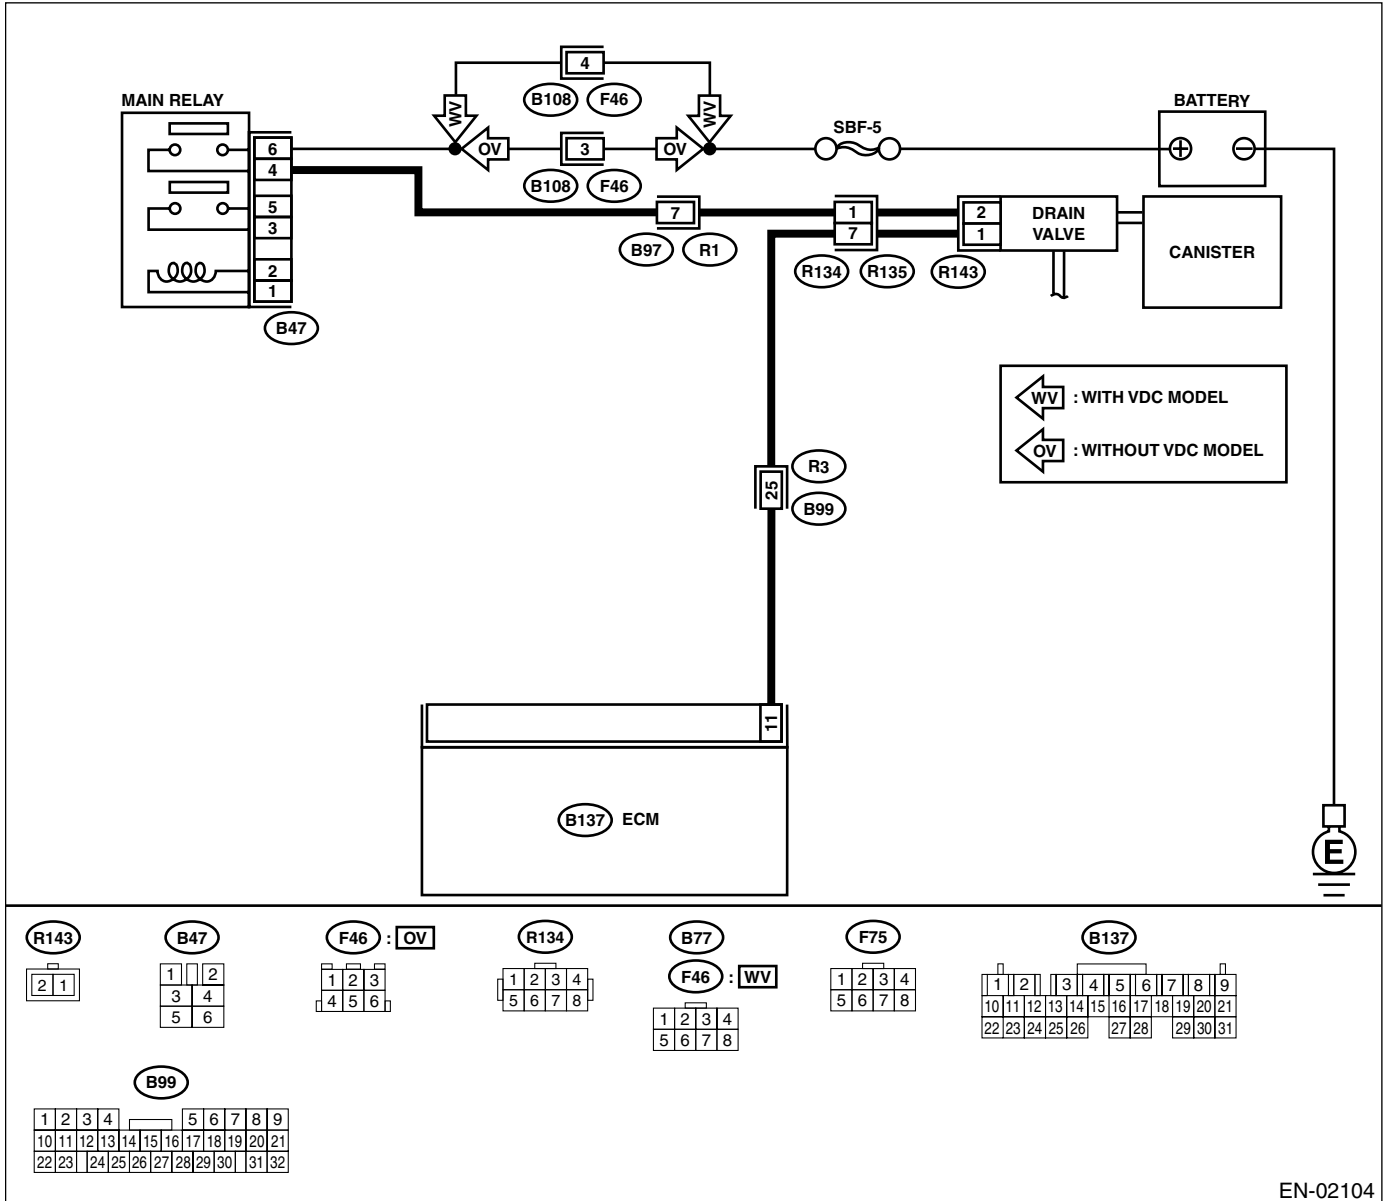 4
MAIN RELAY
B108 F46
WV WV
BATTERY
SBF-5
6
OV 3 OV
+ −
4
B108 F46
5
7 1 2 DRAIN
3 7 1 VALVE
B97 R1
CANISTER
2
R134 R135 R143
1
B47
WV : WITH VDC MODEL
OV : WITHOUT VDC MODEL
R3
25
B99
11
B137 ECM
E
R143 B47 F46 : OV R134 B77 F75 B137
F46 : WV
2 1
1 2
3 4
5 6
1 2 3
4 5 6
1 2 3 4
5 6 7 8
1 2 3 4
5 6 7 8
1 2 3 4
5 6 7 8
1 2 3 4 5 6 7 8 9
10 11 12 13 14 15 16 17 18 19 20 21
22 23 24 25 26 27 28 29 30 31
B99
1 2 3 4 5 6 7 8 9
10 11 12 13 14 15 16 17 18 19 20 21
22 23 24 25 26 27 28 29 30 31 32
EN-02104